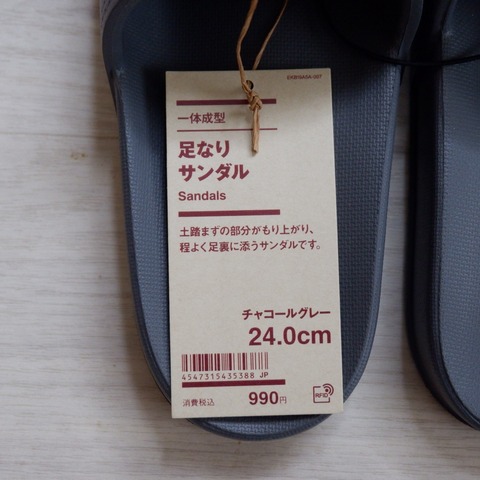 一体成型
足なり
サンダル
Sandals
土踏まずの部分がもり上がり、
程よく足裏に添うサンダルです。
チャコールグレー
24.0cm
4547315435388 JP
消費税込 990円
RFID